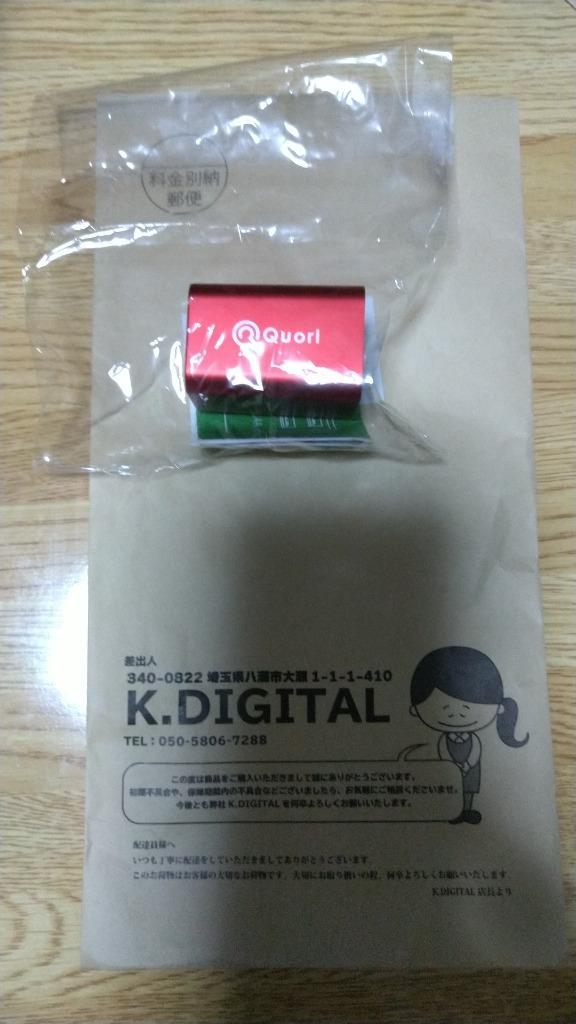 料金別納
郵便
Quori
差出人
340-0822 埼玉県八潮市大瀬 1-1-1-410
K.DIGITAL
TEL：050-5806-7288
この度は商品をご購入いただきまして誠にありがとうございます。
初期不具合や、保障期間内の不具合などございましたら、お気軽にご相談くださいませ。
今後とも弊社 K.DIGITAL を何卒よろしくお願いいたします。
配達員様へ
いつも丁寧に配達をしていただきましてありがとうございます。
このお荷物はお客様の大切なお荷物です。大切にお取り扱いの程、何卒よろしくお願いいたします
K.DIGITAL 店長より